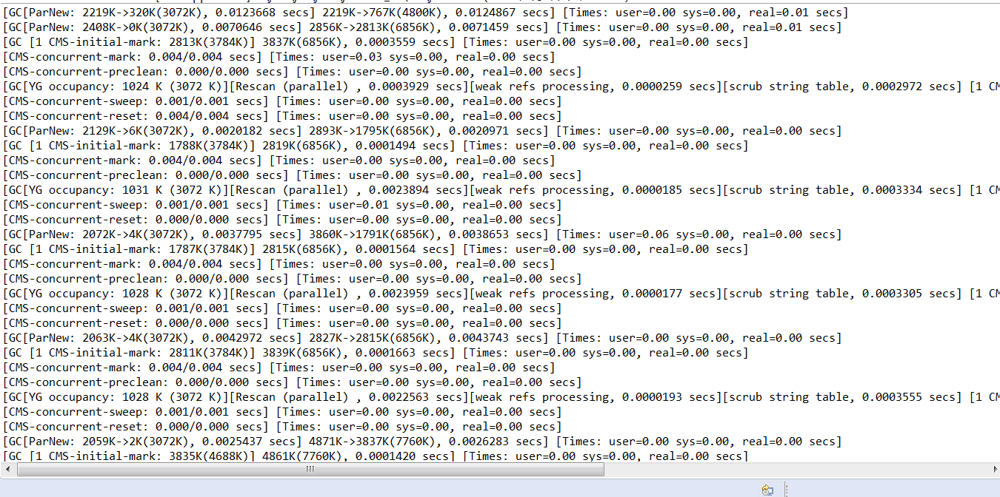 [GC[ParNew: 2219K->320K(3072K), 0.0123668 secs] 2219K->767K(4800K), 0.0124867 secs] [Times: user=0.00 sys=0.00, real=0.01 secs]
[GC[ParNew: 2408K->0K(3072K), 0.0070646 secs] 2856K->2813K(6856K), 0.0071459 secs] [Times: user=0.00 sys=0.00, real=0.01 secs]
[GC [1 CMS-initial-mark: 2813K(3784K)] 3837K(6856K), 0.0003559 secs] [Times: user=0.00 sys=0.00, real=0.00 secs]
[CMS-concurrent-mark: 0.004/0.004 secs] [Times: user=0.03 sys=0.00, real=0.00 secs]
[CMS-concurrent-preclean: 0.000/0.000 secs] [Times: user=0.00 sys=0.00, real=0.00 secs]
[GC[YG occupancy: 1024 K (3072 K)][Rescan (parallel) , 0.0003929 secs][weak refs processing, 0.0000259 secs][scrub string table, 0.0002972 secs] [1 CM
[CMS-concurrent-sweep: 0.001/0.001 secs] [Times: user=0.00 sys=0.00, real=0.00 secs]
[CMS-concurrent-reset: 0.004/0.004 secs] [Times: user=0.00 sys=0.00, real=0.00 secs]
[GC[ParNew: 2129K->6K(3072K), 0.0020182 secs] 2893K->1795K(6856K), 0.0020971 secs] [Times: user=0.00 sys=0.00, real=0.00 secs]
[GC [1 CMS-initial-mark: 1788K(3784K)] 2819K(6856K), 0.0001494 secs] [Times: user=0.00 sys=0.00, real=0.00 secs]
[CMS-concurrent-mark: 0.004/0.004 secs] [Times: user=0.00 sys=0.00, real=0.00 secs]
[CMS-concurrent-preclean: 0.000/0.000 secs] [Times: user=0.00 sys=0.00, real=0.00 secs]
[GC[YG occupancy: 1031 K (3072 K)][Rescan (parallel) , 0.0023894 secs][weak refs processing, 0.0000185 secs][scrub string table, 0.0003334 secs] [1 CM
[CMS-concurrent-sweep: 0.001/0.001 secs] [Times: user=0.01 sys=0.00, real=0.00 secs]
[CMS-concurrent-reset: 0.000/0.000 secs] [Times: user=0.00 sys=0.00, real=0.00 secs]
[GC[ParNew: 2072K->4K(3072K), 0.0037795 secs] 3860K->1791K(6856K), 0.0038653 secs] [Times: user=0.06 sys=0.00, real=0.00 secs]
[GC [1 CMS-initial-mark: 1787K(3784K)] 2815K(6856K), 0.0001564 secs] [Times: user=0.00 sys=0.00, real=0.00 secs]
[CMS-concurrent-mark: 0.004/0.004 secs] [Times: user=0.00 sys=0.00, real=0.00 secs]
[CMS-concurrent-preclean: 0.000/0.000 secs] [Times: user=0.00 sys=0.00, real=0.00 secs]
[GC[YG occupancy: 1028 K (3072 K)][Rescan (parallel) , 0.0023959 secs][weak refs processing, 0.0000177 secs][scrub string table, 0.0003305 secs] [1 CM
[CMS-concurrent-sweep: 0.001/0.001 secs] [Times: user=0.00 sys=0.00, real=0.00 secs]
[CMS-concurrent-reset: 0.000/0.000 secs] [Times: user=0.00 sys=0.00, real=0.00 secs]
[GC[ParNew: 2063K->4K(3072K), 0.0042972 secs] 2827K->2815K(6856K), 0.0043743 secs] [Times: user=0.00 sys=0.00, real=0.00 secs]
[GC [1 CMS-initial-mark: 2811K(3784K)] 3839K(6856K), 0.0001663 secs] [Times: user=0.00 sys=0.00, real=0.00 secs]
[CMS-concurrent-mark: 0.004/0.004 secs] [Times: user=0.00 sys=0.00, real=0.00 secs]
[CMS-concurrent-preclean: 0.000/0.000 secs] [Times: user=0.00 sys=0.00, real=0.00 secs]
[GC[YG occupancy: 1028 K (3072 K)][Rescan (parallel) , 0.0022563 secs][weak refs processing, 0.0000193 secs][scrub string table, 0.0003555 secs] [1 CM
[CMS-concurrent-sweep: 0.001/0.001 secs] [Times: user=0.00 sys=0.00, real=0.00 secs]
[CMS-concurrent-reset: 0.000/0.000 secs] [Times: user=0.00 sys=0.00, real=0.00 secs]
[GC[ParNew: 2059K->2K(3072K), 0.0025437 secs] 4871K->3837K(7760K), 0.0026283 secs] [Times: user=0.00 sys=0.00, real=0.00 secs]
[GC [1 CMS-initial-mark: 3835K(4688K)] 4861K(7760K), 0.0001420 secs] [Times: user=0.00 sys=0.00, real=0.00 secs]